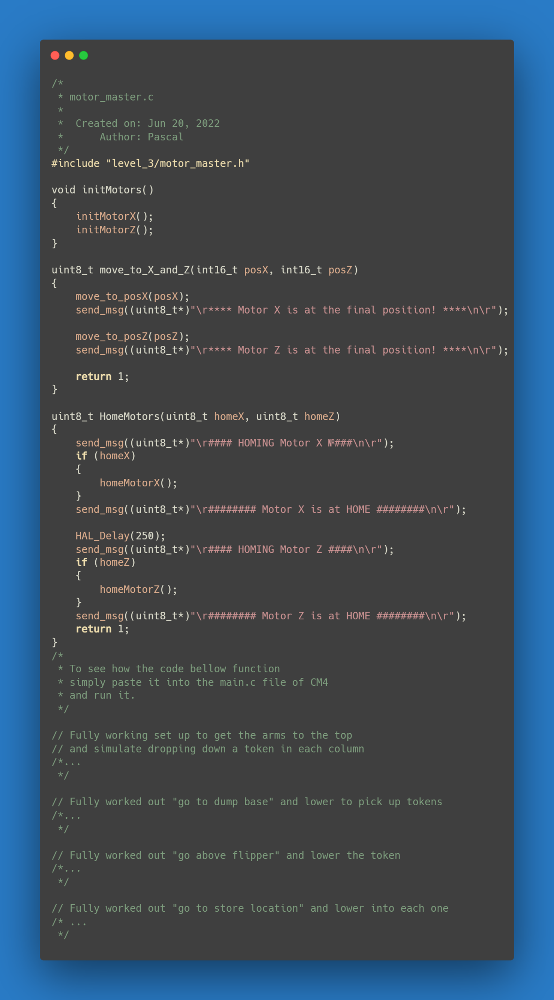 /*
 * motor_master.c
 *
 *  Created on: Jun 20, 2022
 *      Author: Pascal
 */
#include "level_3/motor_master.h"

void initMotors()
{
    initMotorX();
    initMotorZ();
}

uint8_t move_to_X_and_Z(int16_t posX, int16_t posZ)
{
    move_to_posX(posX);
    send_msg((uint8_t*)"\r**** Motor X is at the final position! ****\n\r");

    move_to_posZ(posZ);
    send_msg((uint8_t*)"\r**** Motor Z is at the final position! ****\n\r");

    return 1;
}

uint8_t HomeMotors(uint8_t homeX, uint8_t homeZ)
{
    send_msg((uint8_t*)"\r#### HOMING Motor X №###\n\r");
    if (homeX)
    {
        homeMotorX();
    }
    send_msg((uint8_t*)"\r######## Motor X is at HOME ########\n\r");

    HAL_Delay(250);
    send_msg((uint8_t*)"\r#### HOMING Motor Z ####\n\r");
    if (homeZ)
    {
        homeMotorZ();
    }
    send_msg((uint8_t*)"\r######## Motor Z is at HOME ########\n\r");
    return 1;
}
/*
 * To see how the code bellow function
 * simply paste it into the main.c file of CM4
 * and run it.
 */

// Fully working set up to get the arms to the top
// and simulate dropping down a token in each column
/*...
 */

// Fully worked out "go to dump base" and lower to pick up tokens
/*...
 */

// Fully worked out "go above flipper" and lower the token
/*...
 */

// Fully worked out "go to store location" and lower into each one
/* ...
 */